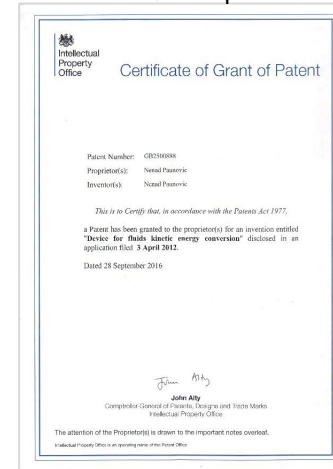 Intellectual
Property
Office
Certificate of Grant of Patent
Patent Number: GB2500888
Proprietor(s): Nenad Paunovic
Inventor(s): Nenad Paunovic
This is to Certify that, in accordance with the Patents Act 1977,
a Patent has been granted to the proprietor(s) for an invention entitled
"Device for fluids kinetic energy conversion" disclosed in an
application filed 3 April 2012.
Dated 28 September 2016
John Alty
John Alty
Comptroller-General of Patents, Designs and Trade Marks
Intellectual Property Office
The attention of the Proprietor(s) is drawn to the important notes overleaf.
Intellectual Property Office is an operating name of the Patent Office